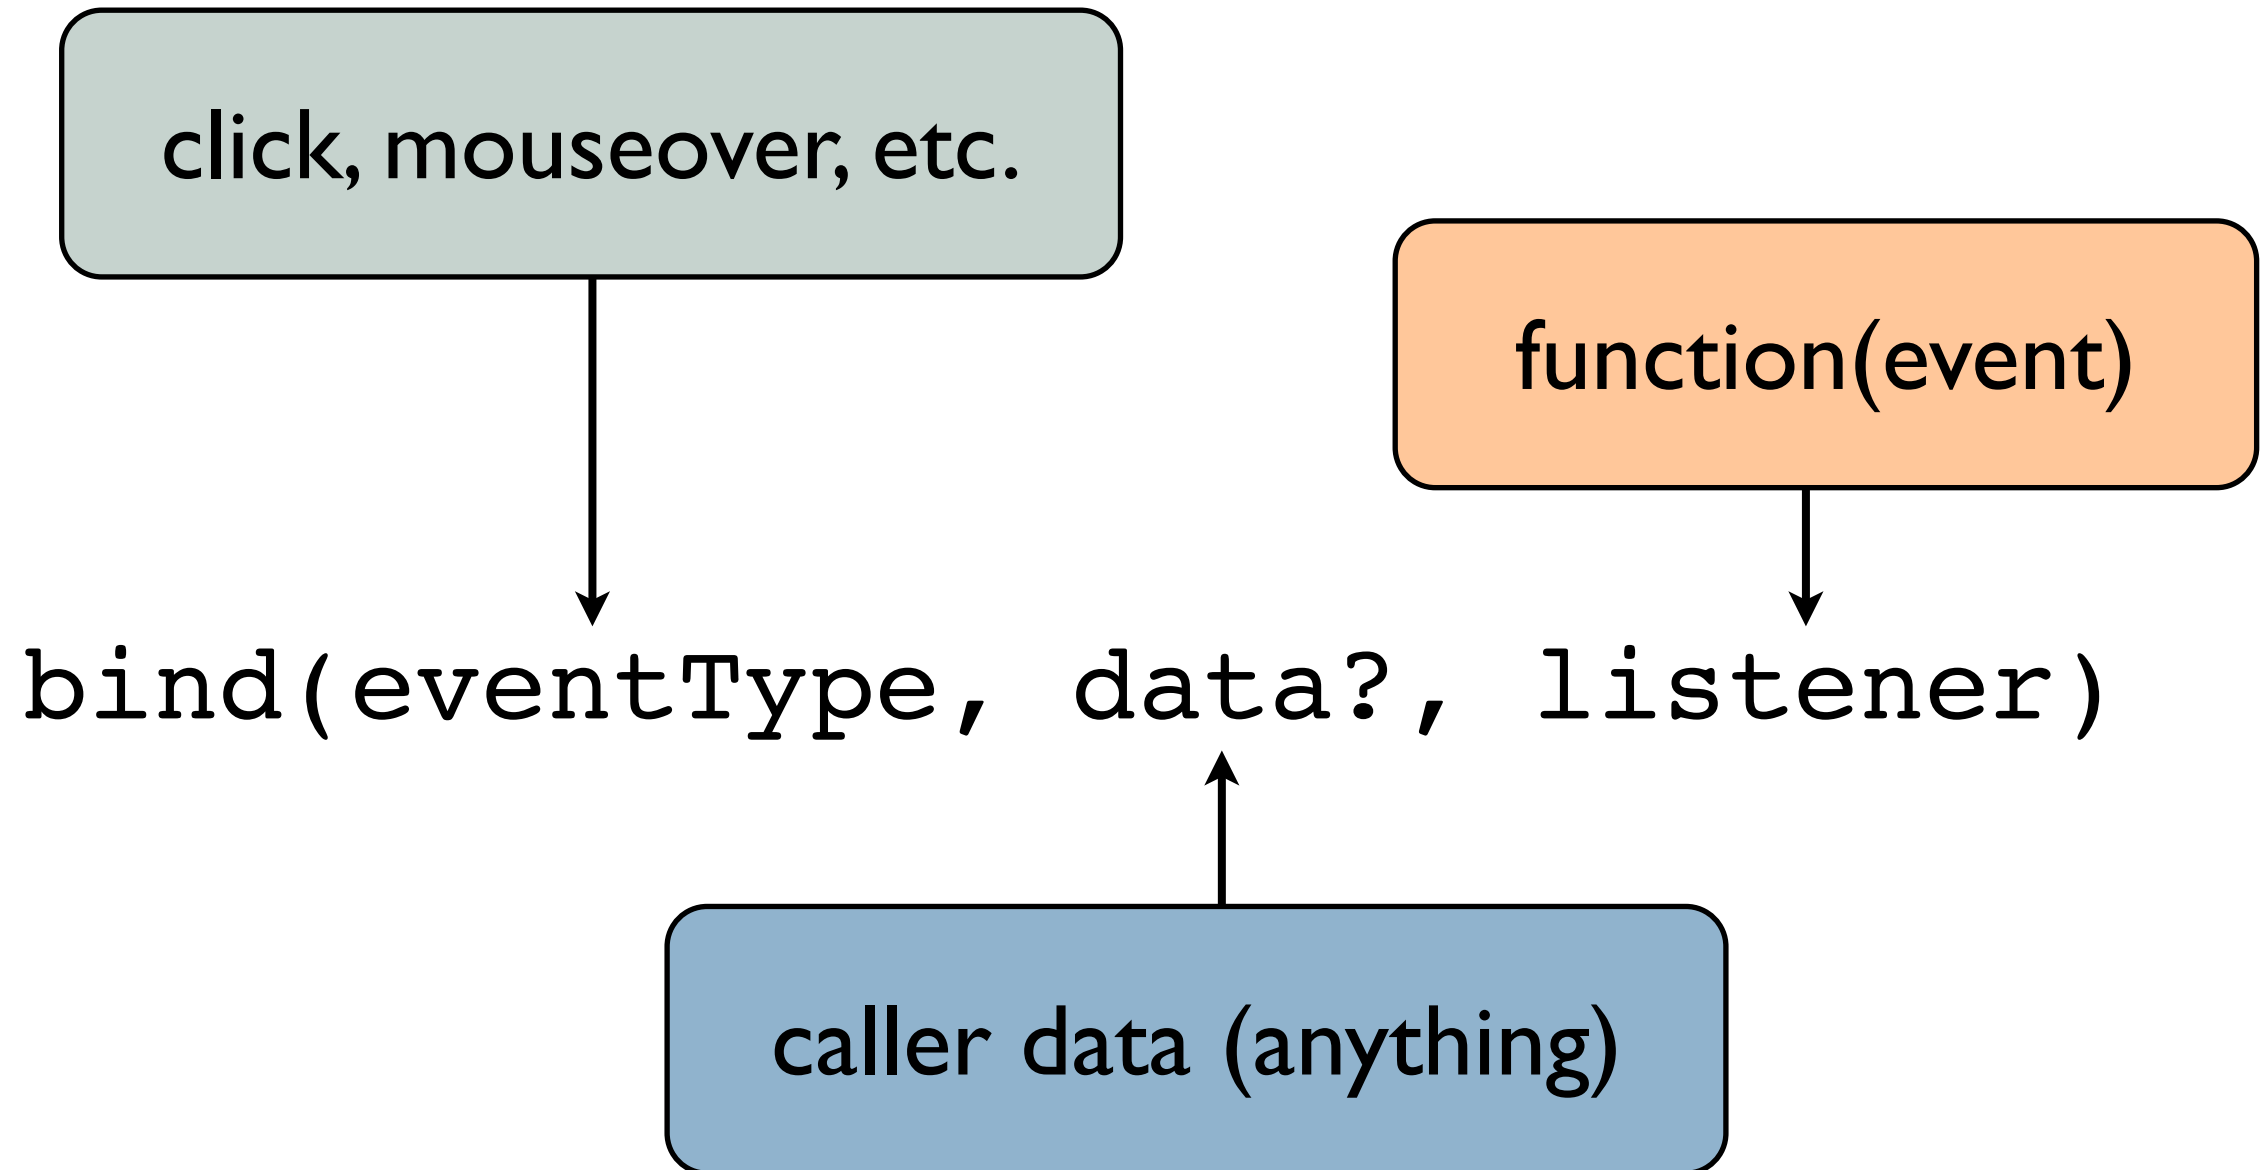 click, mouseover, etc.
function(event)
bind(eventType, data?, listener)
caller data (anything)